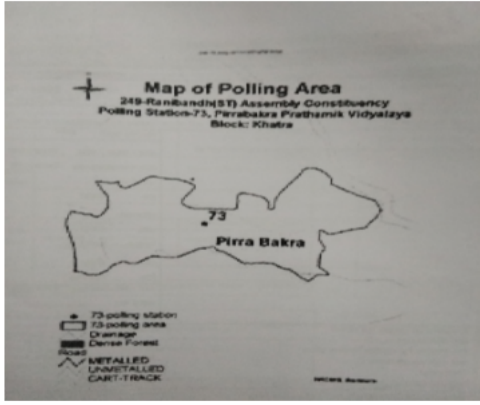 Map of Polling Area
249-Ranibandh(ST) Assembly Constituency
Polling Station-73, Pirrabakra Prathamik Vidyalaya
Block: Khatra
73
Pirra Bakra
73-polling station
73-polling area
Drainage
Dense Forest
Road
METALLED
UNMETALLED
CART-TRACK